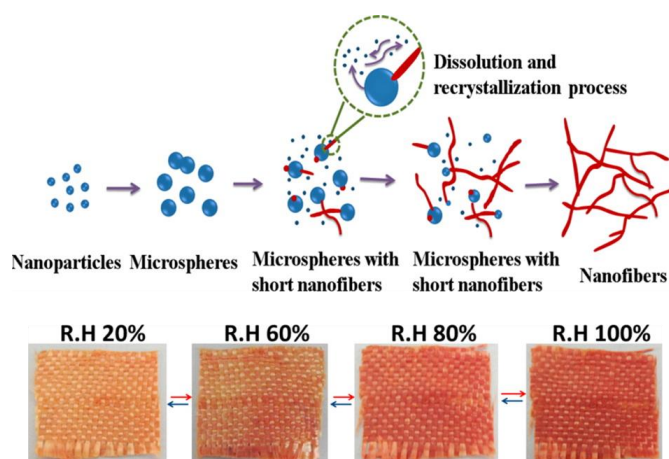 Dissolution and
recrystallization process
Nanoparticles
Microspheres
Microspheres with
short nanofibers
Microspheres with
short nanofibers
Nanofibers
R.H 20%
R.H 60%
R.H 80%
R.H 100%